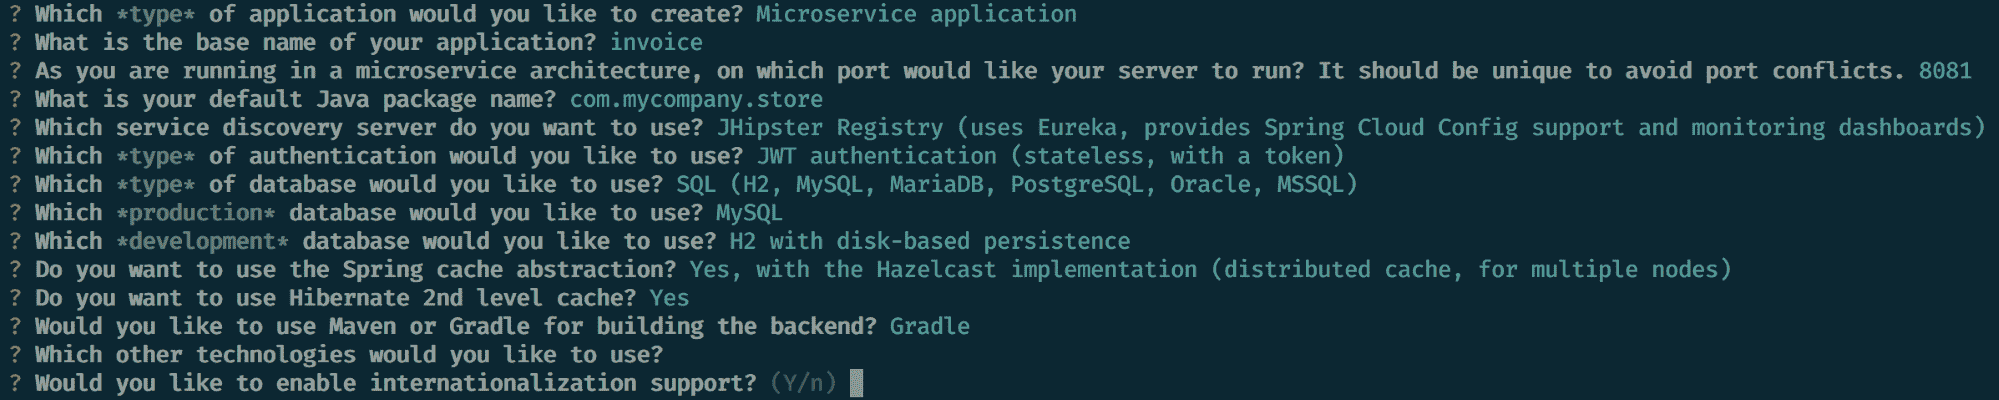 ? Which *type* of application would you like to create? Microservice application
? What is the base name of your application? invoice
? As you are running in a microservice architecture, on which port would like your server to run? It should be unique to avoid port conflicts. 8081
? What is your default Java package name? com.mycompany.store
? Which service discovery server do you want to use? JHipster Registry (uses Eureka, provides Spring Cloud Config support and monitoring dashboards)
? Which *type* of authentication would you like to use? JWT authentication (stateless, with a token)
? Which *type* of database would you like to use? SQL (H2, MySQL, MariaDB, PostgreSQL, Oracle, MSSQL)
? Which *production* database would you like to use? MySQL
? Which *development* database would you like to use? H2 with disk-based persistence
? Do you want to use the Spring cache abstraction? Yes, with the Hazelcast implementation (distributed cache, for multiple nodes)
? Do you want to use Hibernate 2nd level cache? Yes
? Would you like to use Maven or Gradle for building the backend? Gradle
? Which other technologies would you like to use?
? Would you like to enable internationalization support? (Y/n)